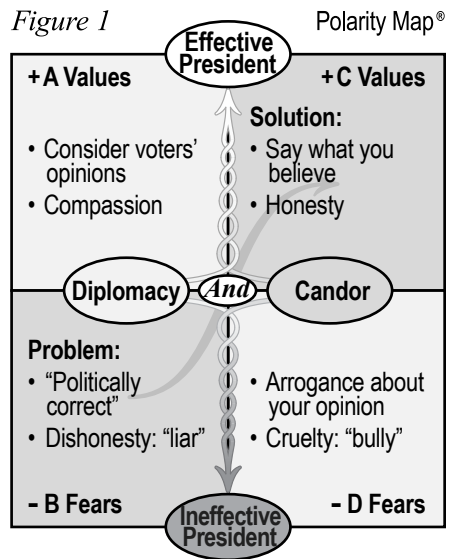 Figure 1
Polarity Map®
Effective
President
+A Values
+C Values
• Consider voters’
opinions
• Compassion
Solution:
• Say what you
believe
• Honesty
Diplomacy
And
Candor
Problem:
• “Politically
correct”
• Dishonesty: “liar”
• Arrogance about
your opinion
• Cruelty: “bully”
– B Fears
– D Fears
Ineffective
President